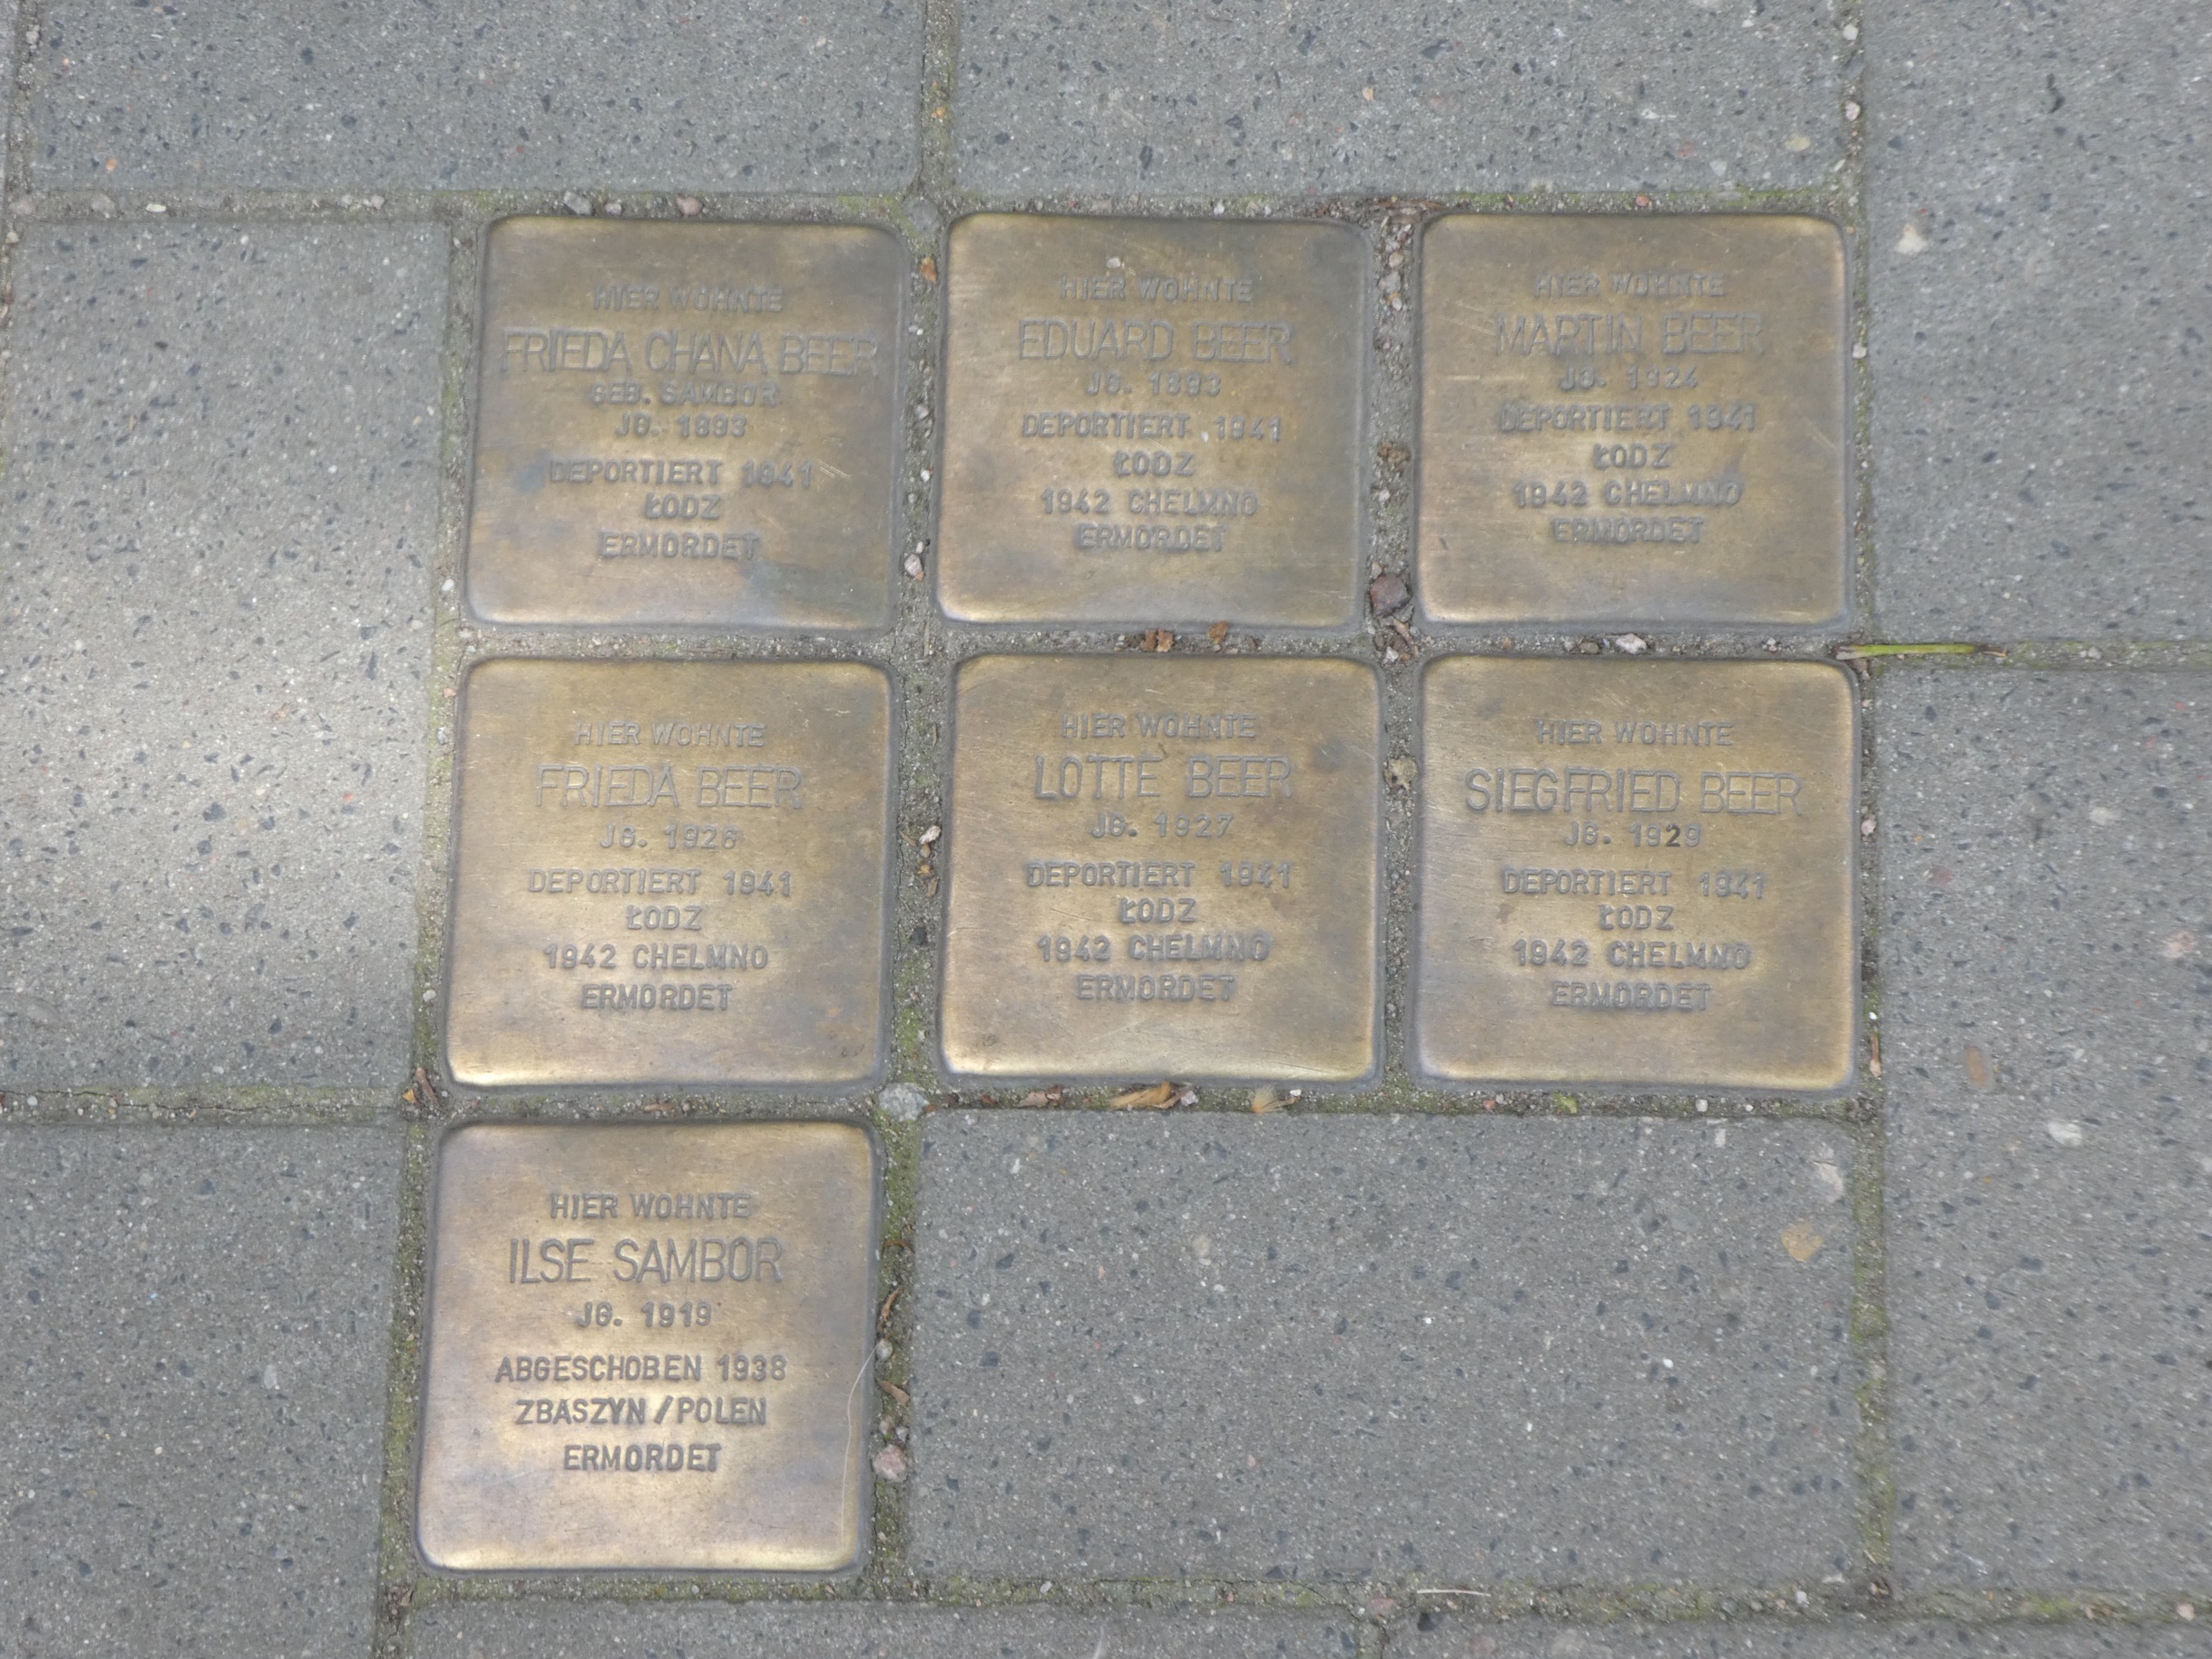 HIER WOHNTE
FRIEDA CHANA BEER
GEB. SAMBOR
JG. 1893
DEPORTIERT 1941
ŁODZ
ERMORDET
HIER WOHNTE
EDUARD BEER
JG. 1893
DEPORTIERT 1941
ŁODZ
1942 CHELMNO
ERMORDET
HIER WOHNTE
MARTIN BEER
JG. 1924
DEPORTIERT 1941
ŁODZ
1942 CHELMNO
ERMORDET
HIER WOHNTE
FRIEDA BEER
JG. 1926
DEPORTIERT 1941
ŁODZ
1942 CHELMNO
ERMORDET
HIER WOHNTE
LOTTE BEER
JG. 1927
DEPORTIERT 1941
ŁODZ
1942 CHELMNO
ERMORDET
HIER WOHNTE
SIEGFRIED BEER
JG. 1929
DEPORTIERT 1941
ŁODZ
1942 CHELMNO
ERMORDET
HIER WOHNTE
ILSE SAMBOR
JG. 1919
ABGESCHOBEN 1938
ZBASZYN / POLEN
ERMORDET